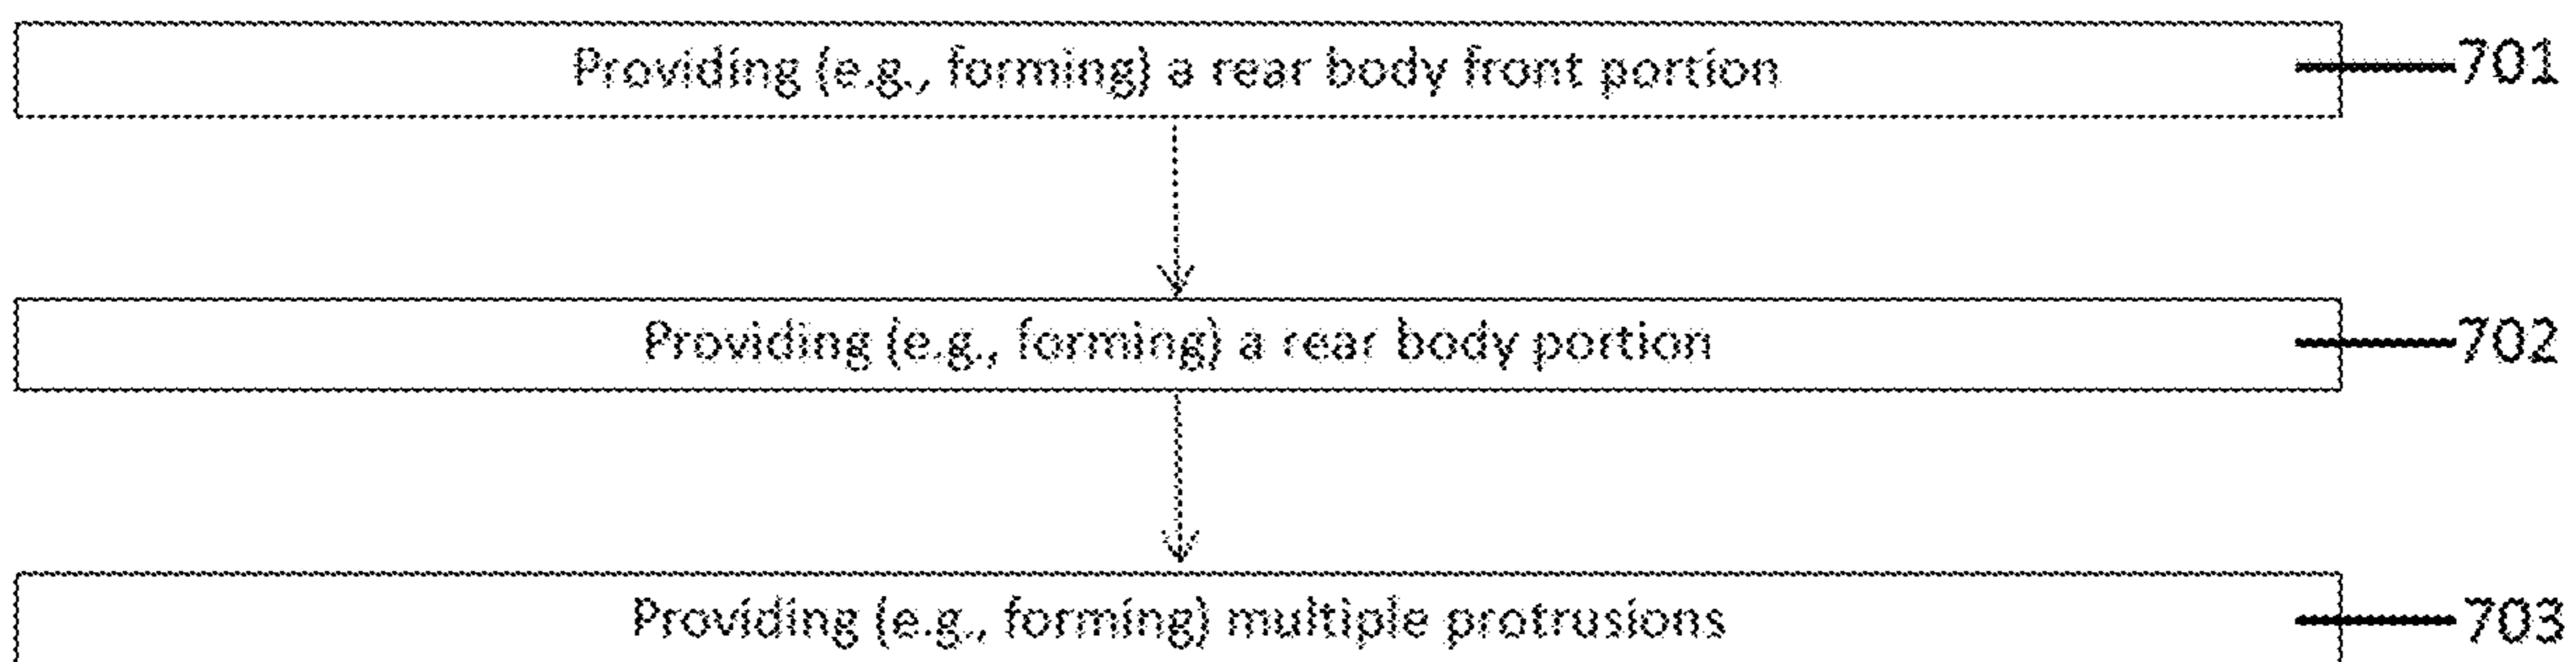 Providing (e.g., forming) a rear body front portion 701
Providing (e.g., forming) a rear body portion 702
Providing (e.g., forming) multiple protrusions 703